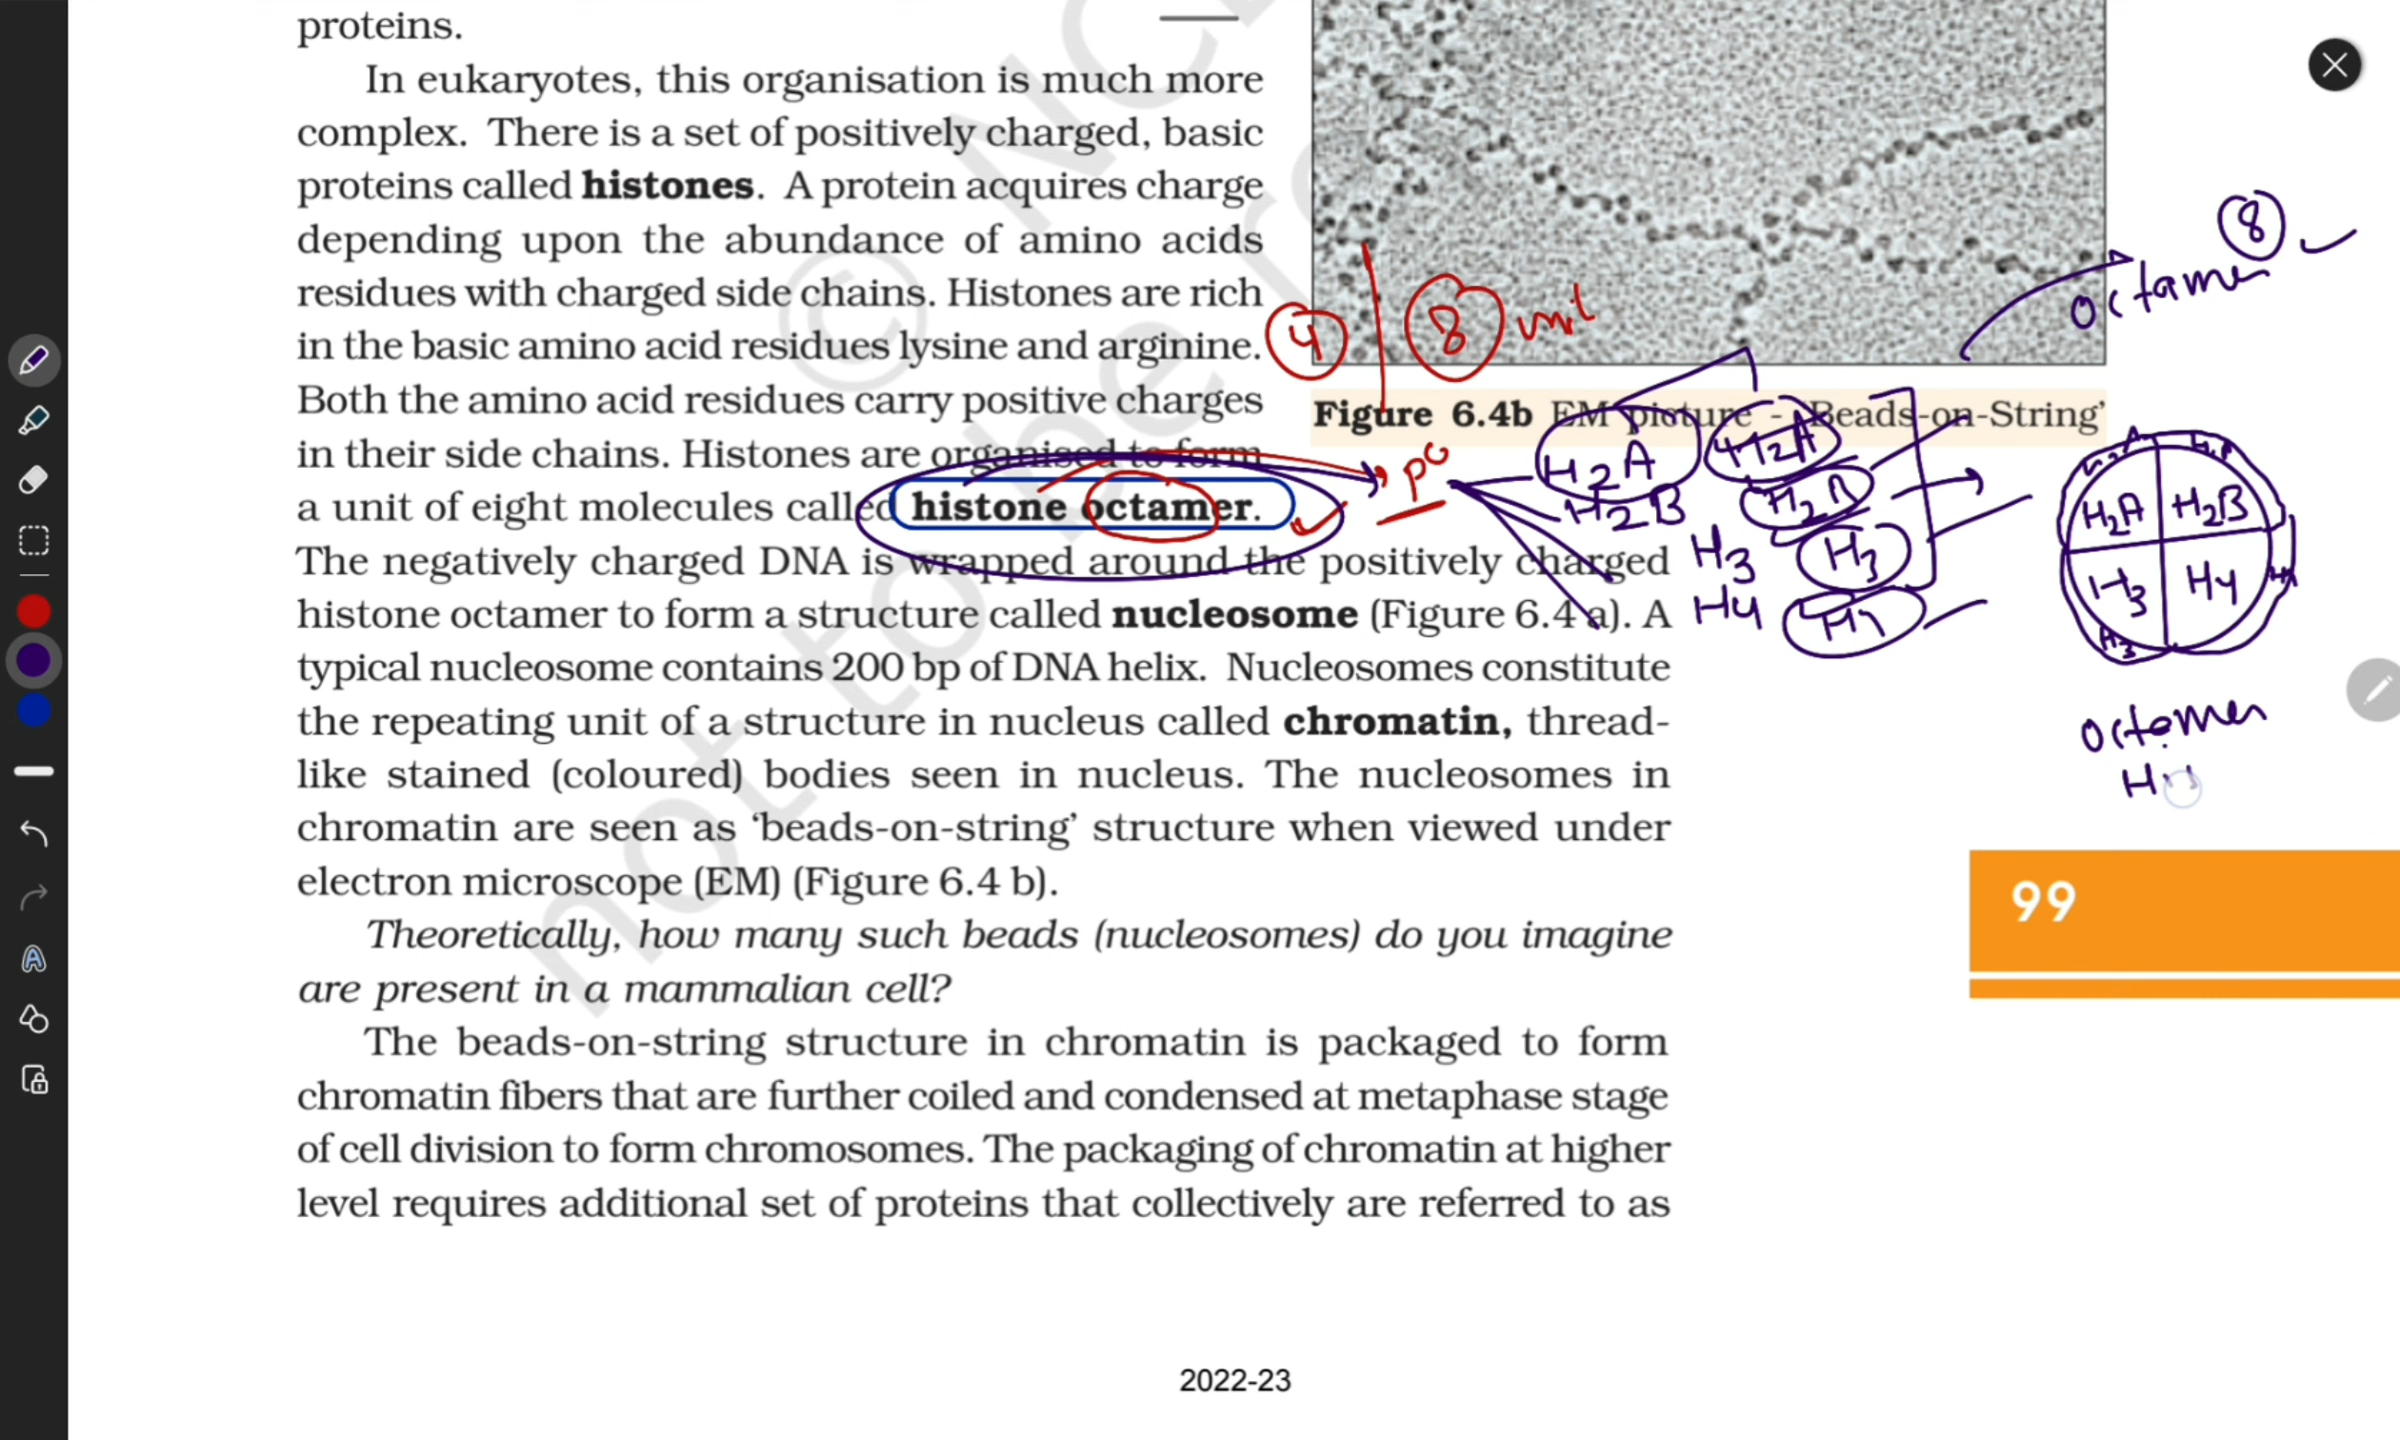 proteins.
In eukaryotes, this organisation is much more
complex. There is a set of positively charged, basic
proteins called histones. A protein acquires charge
depending upon the abundance of amino acids
residues with charged side chains. Histones are rich
in the basic amino acid residues lysine and arginine.
Both the amino acid residues carry positive charges
in their side chains. Histones are organised to form
a unit of eight molecules called histone octamer.
The negatively charged DNA is wrapped around the positively charged
histone octamer to form a structure called nucleosome (Figure 6.4 a). A
typical nucleosome contains 200 bp of DNA helix. Nucleosomes constitute
the repeating unit of a structure in nucleus called chromatin, thread-
like stained (coloured) bodies seen in nucleus. The nucleosomes in
chromatin are seen as ‘beads-on-string’ structure when viewed under
electron microscope (EM) (Figure 6.4 b).
Theoretically, how many such beads (nucleosomes) do you imagine
are present in a mammalian cell?
The beads-on-string structure in chromatin is packaged to form
chromatin fibers that are further coiled and condensed at metaphase stage
of cell division to form chromosomes. The packaging of chromatin at higher
level requires additional set of proteins that collectively are referred to as
Figure 6.4b EM picture - ‘Beads-on-String’
4
8 unit
8
octamer
H2A
H2B
H3
H4
H2A
H2B
H3
H2A H2B
H3 H4
H3
octemer
99
2022-23
not to be re
© NC